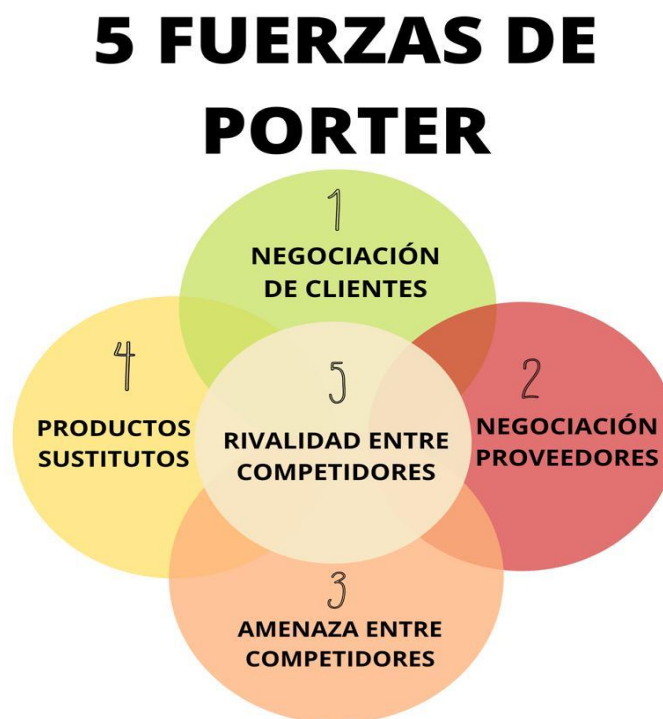 5 FUERZAS DE
PORTER
1
NEGOCIACIÓN
DE CLIENTES
2
NEGOCIACIÓN
PROVEEDORES
3
AMENAZA ENTRE
COMPETIDORES
4
PRODUCTOS
SUSTITUTOS
5
RIVALIDAD ENTRE
COMPETIDORES